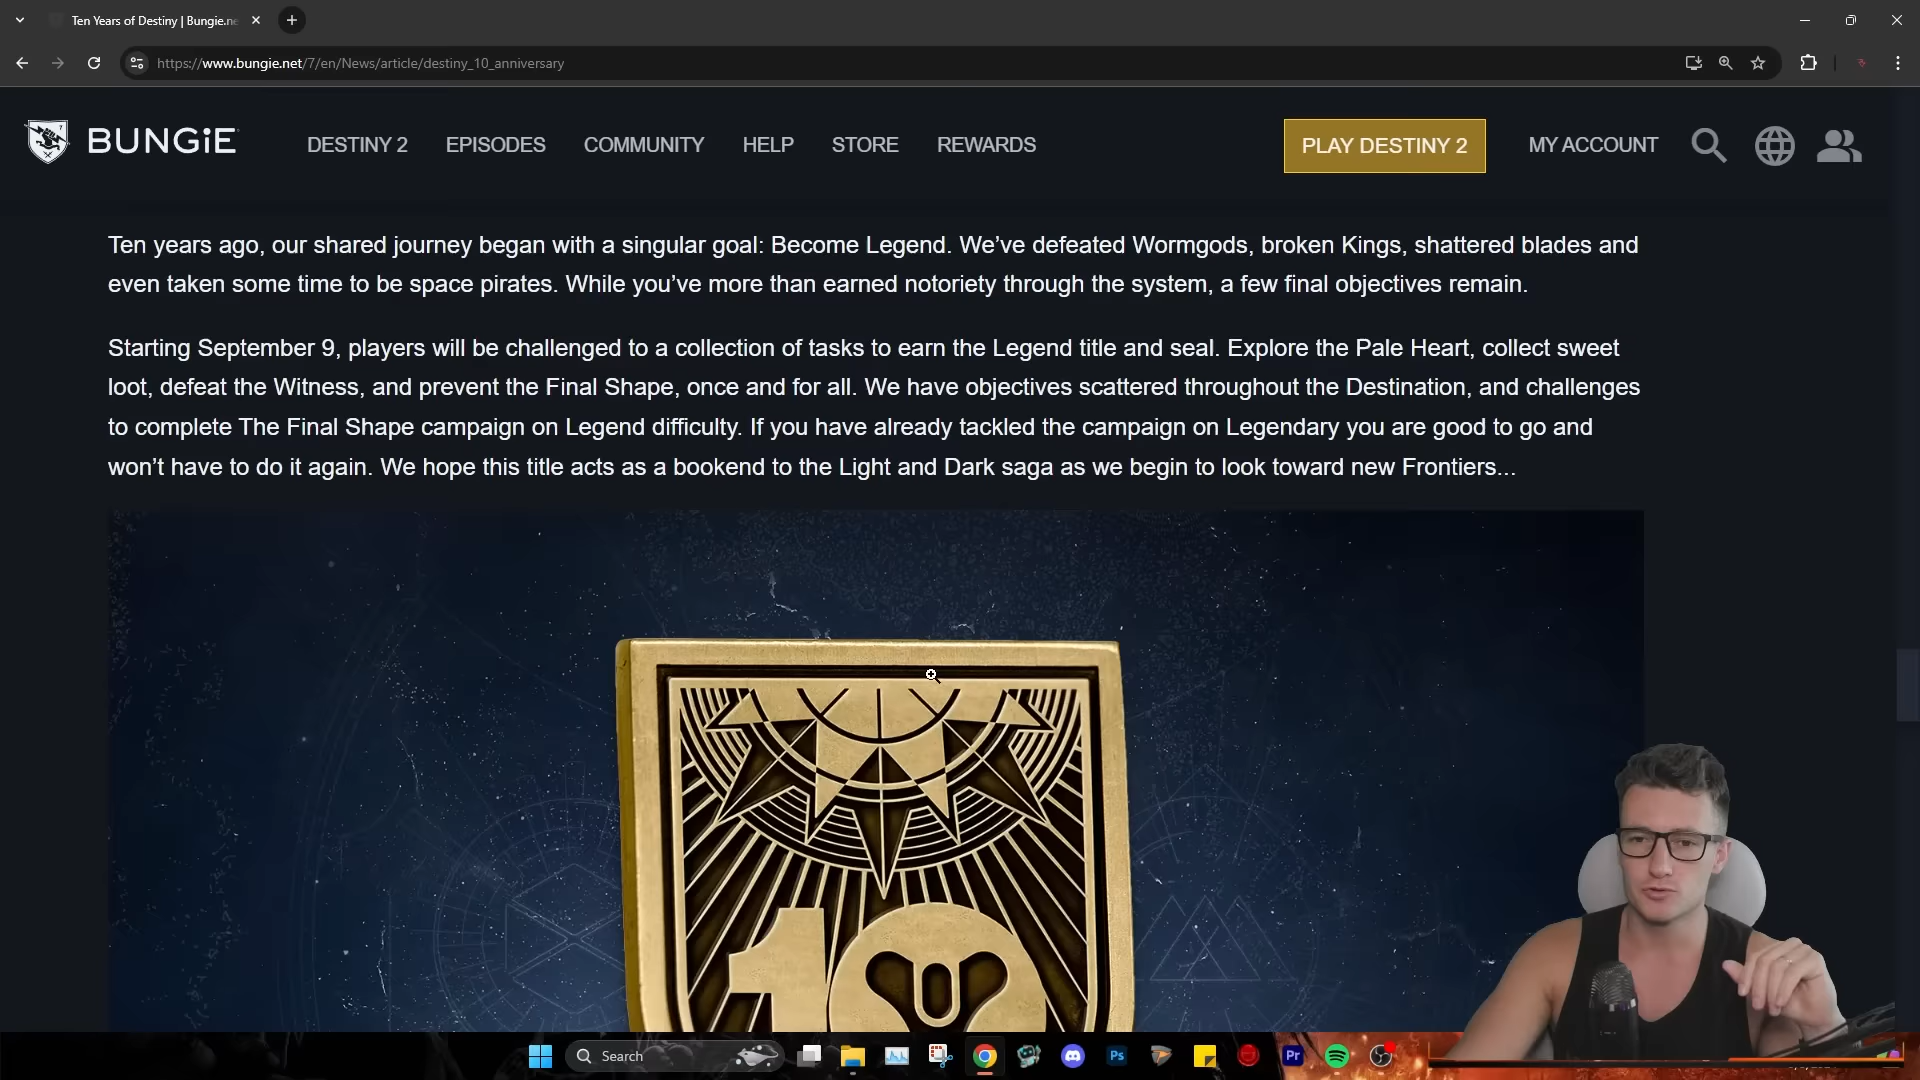 Ten Years of Destiny | Bungie.ne
https://www.bungie.net/7/en/News/article/destiny_10_anniversary
BUNGiE
DESTINY 2
EPISODES
COMMUNITY
HELP
STORE
REWARDS
PLAY DESTINY 2
MY ACCOUNT
Ten years ago, our shared journey began with a singular goal: Become Legend. We’ve defeated Wormgods, broken Kings, shattered blades and
even taken some time to be space pirates. While you’ve more than earned notoriety through the system, a few final objectives remain.
Starting September 9, players will be challenged to a collection of tasks to earn the Legend title and seal. Explore the Pale Heart, collect sweet
loot, defeat the Witness, and prevent the Final Shape, once and for all. We have objectives scattered throughout the Destination, and challenges
to complete The Final Shape campaign on Legend difficulty. If you have already tackled the campaign on Legendary you are good to go and
won’t have to do it again. We hope this title acts as a bookend to the Light and Dark saga as we begin to look toward new Frontiers...
10
Search
Ps
Pr